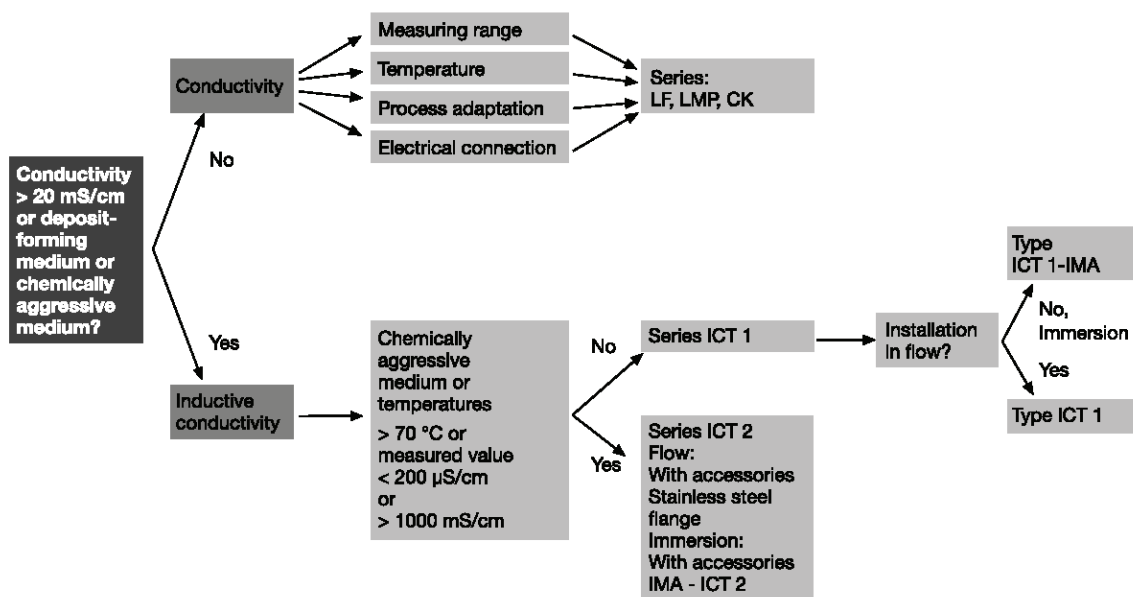 Conductivity
> 20 mS/cm
or deposit-
forming
medium or
chemically
aggressive
medium?
No
Yes
Conductivity
Measuring range
Temperature
Process adaptation
Electrical connection
Series:
LF, LMP, CK
Inductive
conductivity
Chemically
aggressive
medium or
temperatures
> 70 °C or
measured value
< 200 µS/cm
or
> 1000 mS/cm
No
Yes
Series ICT 1
Series ICT 2
Flow:
With accessories
Stainless steel
flange
Immersion:
With accessories
IMA - ICT 2
Installation
in flow?
Type
ICT 1-IMA
No,
Immersion
Yes
Type ICT 1